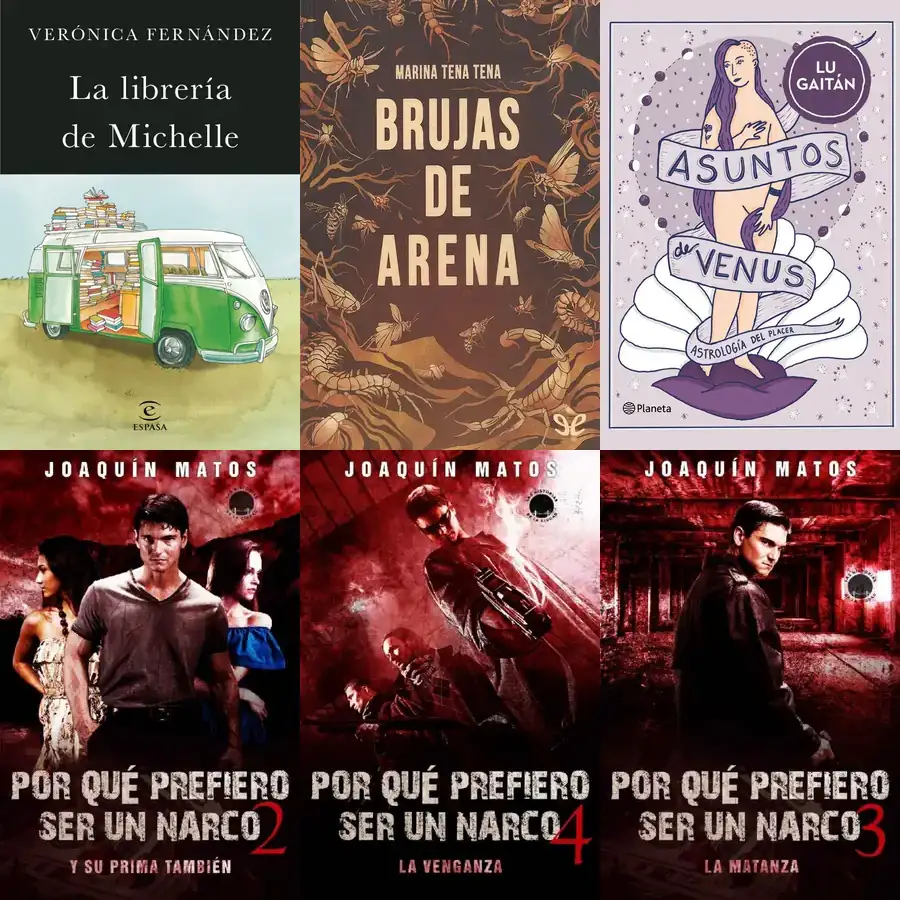 VERÓNICA FERNÁNDEZ
La librería
de Michelle
ESPASA
MARINA TENA TENA
BRUJAS
DE
ARENA
LU
GAITÁN
ASUNTOS
de VENUS
ASTROLOGÍA DEL PLACER
Planeta
JOAQUÍN MATOS
POR QUÉ PREFIERO
SER UN NARCO 2
Y SU PRIMA TAMBIÉN
JOAQUÍN MATOS
POR QUÉ PREFIERO
SER UN NARCO 4
LA VENGANZA
JOAQUÍN MATOS
POR QUÉ PREFIERO
SER UN NARCO 3
LA MATANZA